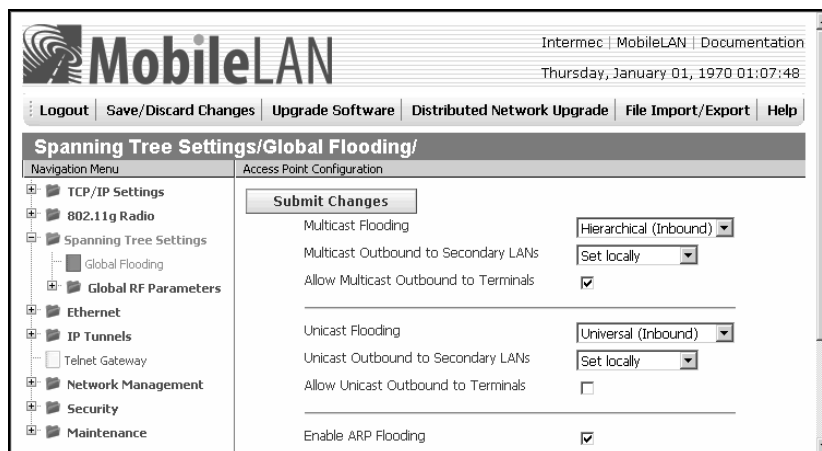 MobileLAN
Intermec | MobileLAN | Documentation
Thursday, January 01, 1970 01:07:48
Logout | Save/Discard Changes | Upgrade Software | Distributed Network Upgrade | File Import/Export | Help
Spanning Tree Settings/Global Flooding/
Navigation Menu
Access Point Configuration
TCP/IP Settings
802.11g Radio
Spanning Tree Settings
Global Flooding
Global RF Parameters
Ethernet
IP Tunnels
Telnet Gateway
Network Management
Security
Maintenance
Submit Changes
Multicast Flooding Hierarchical (Inbound)
Multicast Outbound to Secondary LANs Set locally
Allow Multicast Outbound to Terminals
Unicast Flooding Universal (Inbound)
Unicast Outbound to Secondary LANs Set locally
Allow Unicast Outbound to Terminals
Enable ARP Flooding